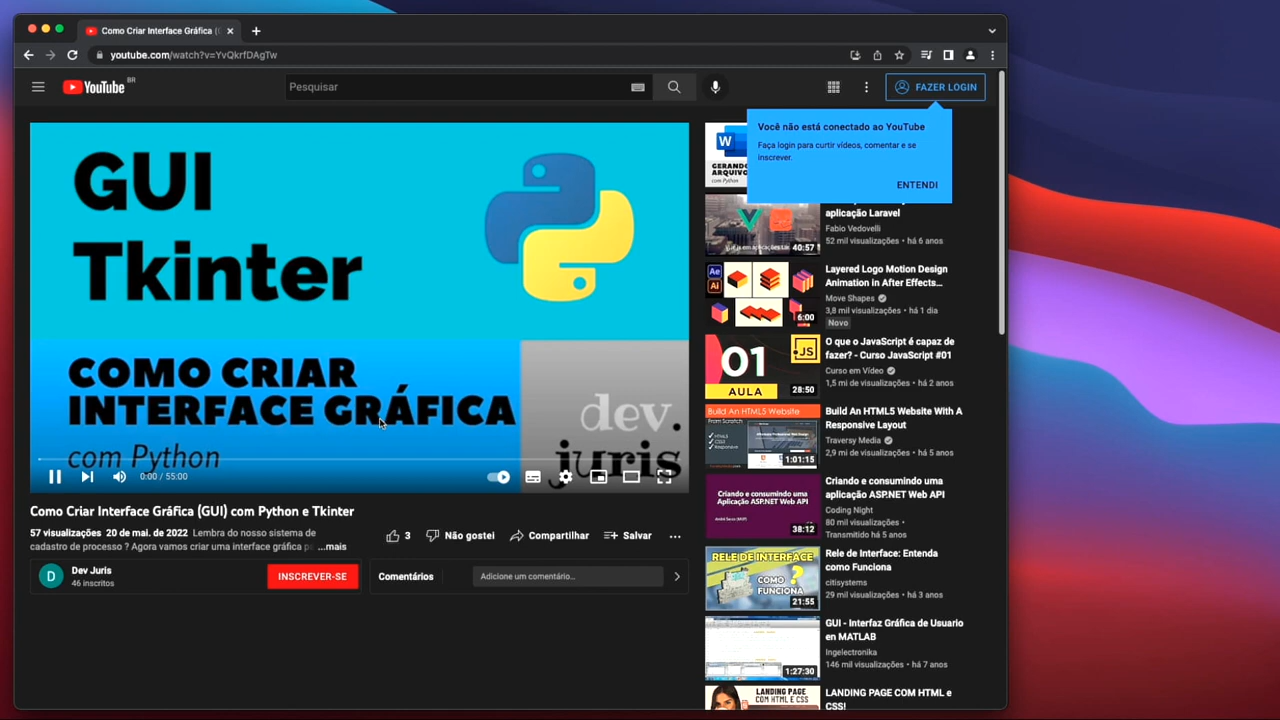 Como Criar Interface Gráfica (
youtube.com/watch?v=YvQkrfDAgTw
YouTube BR
Pesquisar
FAZER LOGIN
Você não está conectado ao YouTube
Faça login para curtir vídeos, comentar e se
inscrever.
ENTENDI
GUI
Tkinter
COMO CRIAR
INTERFACE GRÁFICA
com Python
dev.
juris
0:00 / 55:00
Como Criar Interface Gráfica (GUI) com Python e Tkinter
57 visualizações 20 de mai. de 2022 Lembra do nosso sistema de
cadastro de processo ? Agora vamos criar uma interface gráfica ...mais
3 Não gostei Compartilhar Salvar
D
Dev Juris
46 inscritos
INSCREVER-SE
Comentários
Adicione um comentário...
W
GERANDO
ARQUIVO
com Python
40:57
aplicação Laravel
Fabio Vedovelli
52 mil visualizações • há 6 anos
Ae
Ai
6:00
Layered Logo Motion Design
Animation in After Effects...
Move Shapes
3,8 mil visualizações • há 1 dia
Novo
01
AULA
JS
28:50
O que o JavaScript é capaz de
fazer? - Curso JavaScript #01
Curso em Vídeo
1,5 mi de visualizações • há 2 anos
Build An HTML5 Website
From Scratch
HTML5
CSS3
Responsive
1:01:15
Build An HTML5 Website With A
Responsive Layout
Traversy Media
2,9 mi de visualizações • há 5 anos
Criando e consumindo uma
Aplicação ASP.NET Web API
38:12
Criando e consumindo uma
aplicação ASP.NET Web API
Coding Night
80 mil visualizações •
Transmitido há 5 anos
RELE DE INTERFACE
COMO
FUNCIONA
?
21:55
Rele de Interface: Entenda
como Funciona
citisystems
29 mil visualizações • há 3 anos
1:27:30
GUI - Interfaz Gráfica de Usuario
en MATLAB
Ingelectronika
146 mil visualizações • há 7 anos
LANDING PAGE
COM HTML E CSS
LANDING PAGE COM HTML e
CSS!